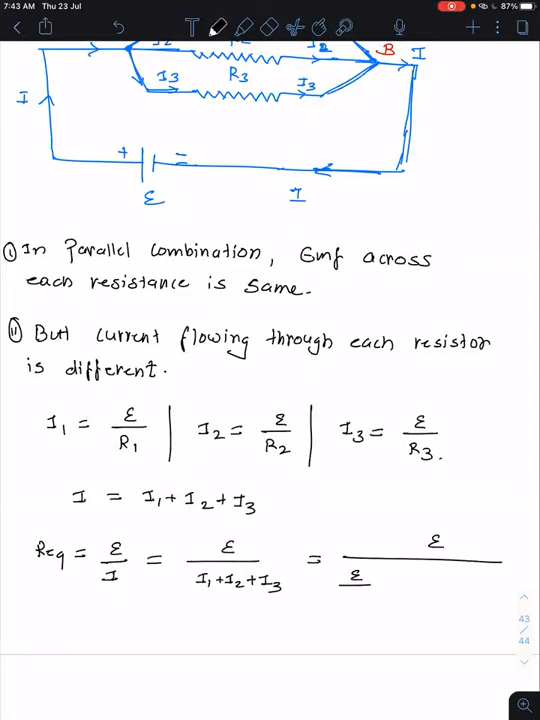 7:43 AM Thu 23 Jul 87%
I2 I2 B I
I3 R3 I3
I
+ =
ε I
(i) In Parallel Combination, Emf across
each resistance is same.
(ii) But current flowing through each resistor
is different.
I1 = ε/R1 | I2 = ε/R2 | I3 = ε/R3.
I = I1+I2+I3
Req = ε/I = ε/(I1+I2+I3) = ε/ε
43
/
44